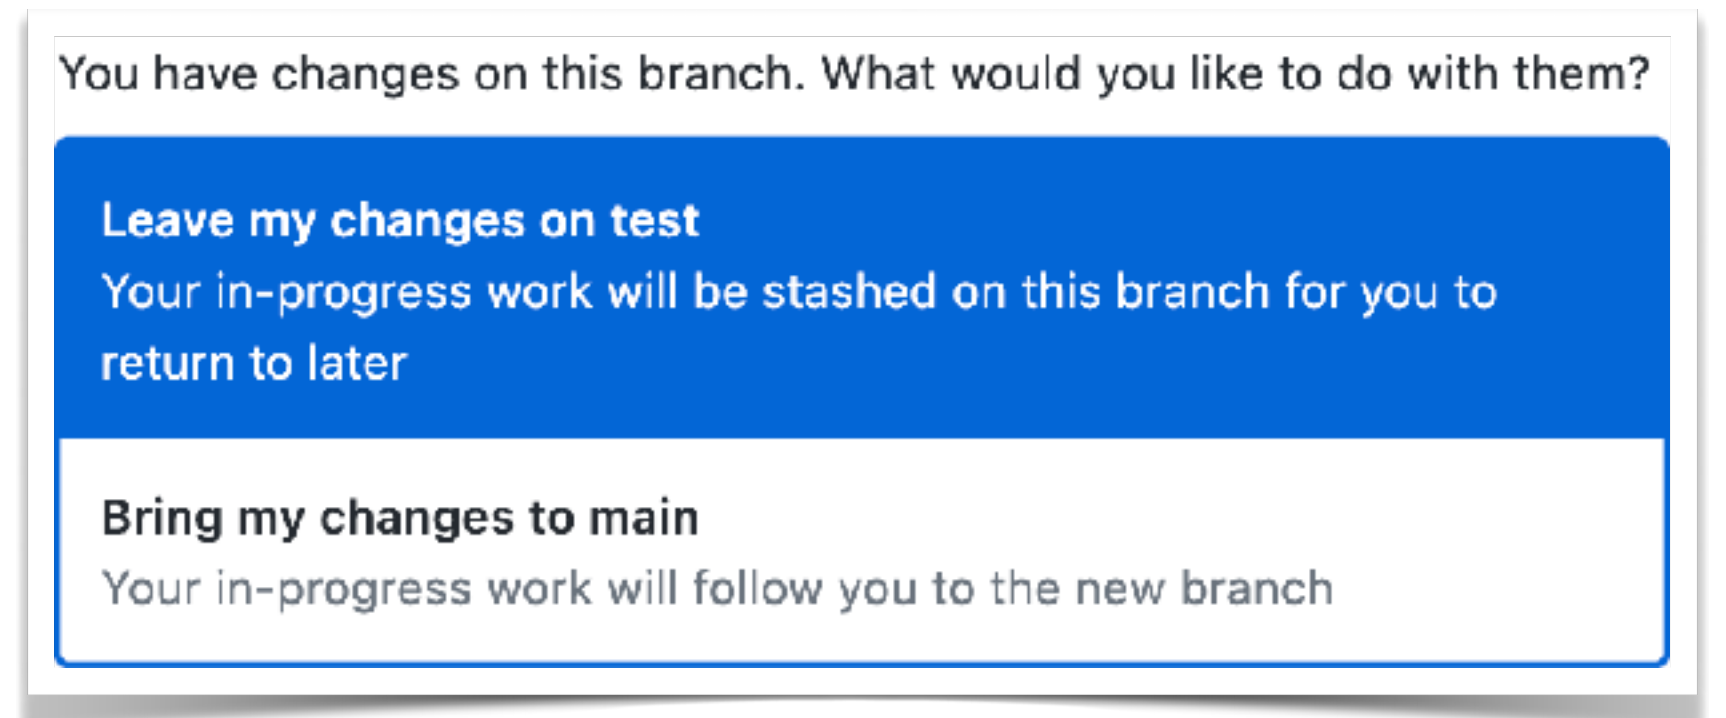 You have changes on this branch. What would you like to do with them?
Leave my changes on test
Your in-progress work will be stashed on this branch for you to
return to later
Bring my changes to main
Your in-progress work will follow you to the new branch